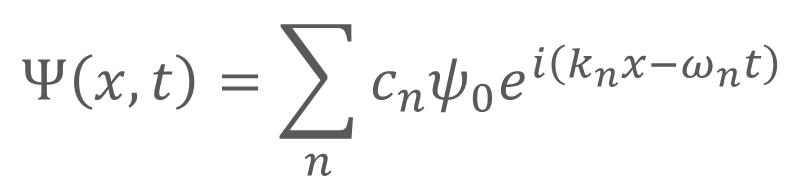 Ψ(x, t) = ∑ₙ cₙψ₀e^{i(kₙx−ωₙt)}